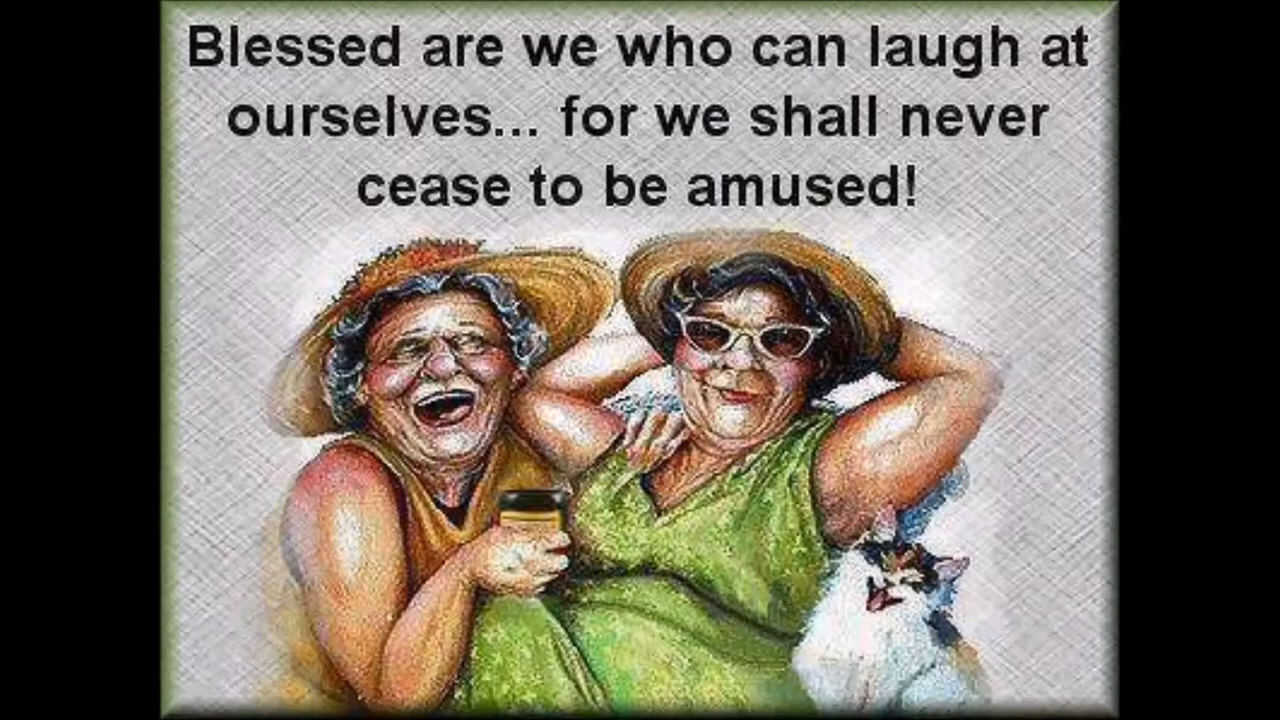 Blessed are we who can laugh at
ourselves... for we shall never
cease to be amused!